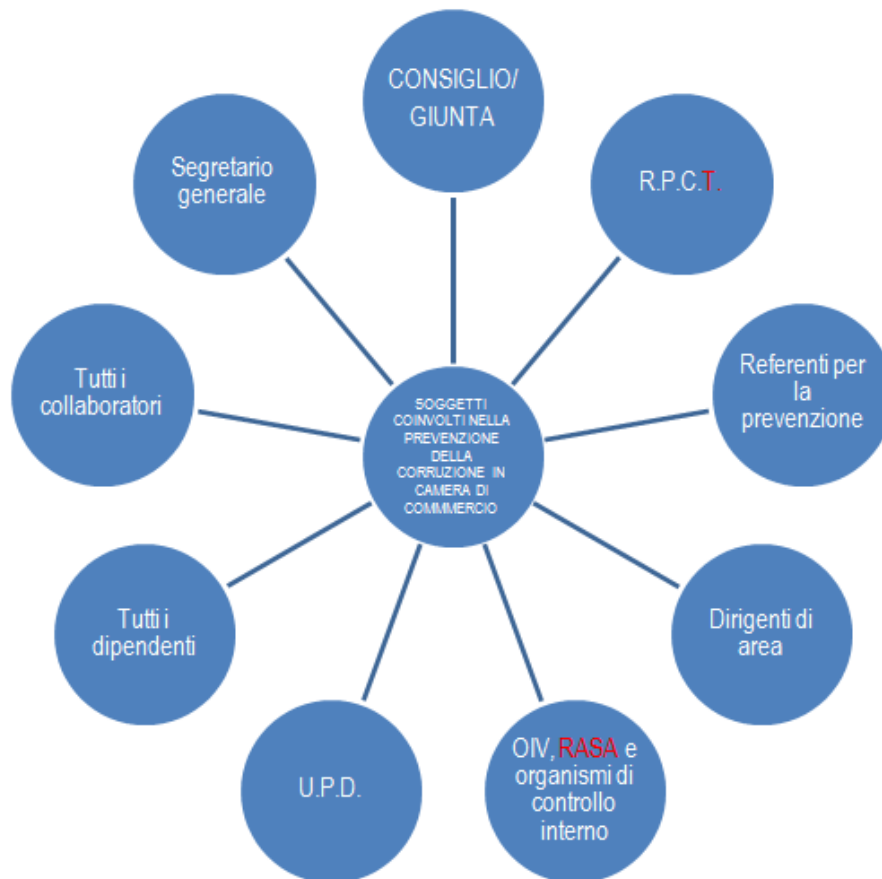 CONSIGLIO/
GIUNTA
R.P.C.T.
Referenti per
la
prevenzione
Dirigenti di
area
OIV, RASA e
organismi di
controllo
interno
U.P.D.
Tutti i
dipendenti
Tutti i
collaboratori
Segretario
generale
SOGGETTI
COINVOLTI NELLA
PREVENZIONE
DELLA
CORRUZIONE IN
CAMERA DI
COMMMERCIO